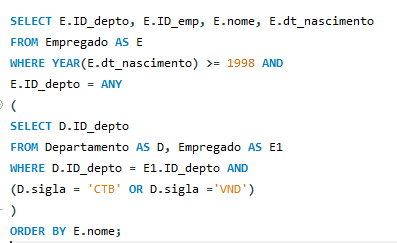 SELECT E.ID_depto, E.ID_emp, E.nome, E.dt_nascimento
FROM Empregado AS E
WHERE YEAR(E.dt_nascimento) >= 1998 AND
E.ID_depto = ANY
(
SELECT D.ID_depto
FROM Departamento AS D, Empregado AS E1
WHERE D.ID_depto = E1.ID_depto AND
(D.sigla = 'CTB' OR D.sigla ='VND')
)
ORDER BY E.nome;